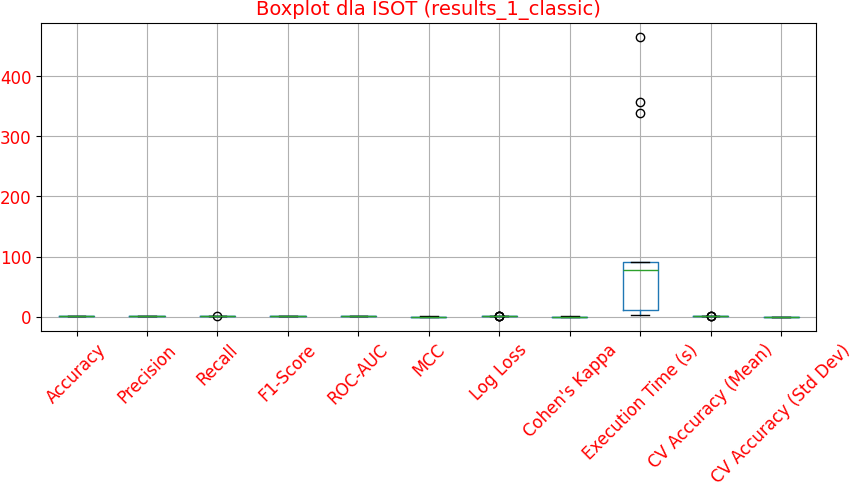 Boxplot dla ISOT (results_1_classic)
400
300
200
100
0
Accuracy
Precision
Recall
F1-Score
ROC-AUC
MCC
Log Loss
Cohen's Kappa
Execution Time (s)
CV Accuracy (Mean)
CV Accuracy (Std Dev)